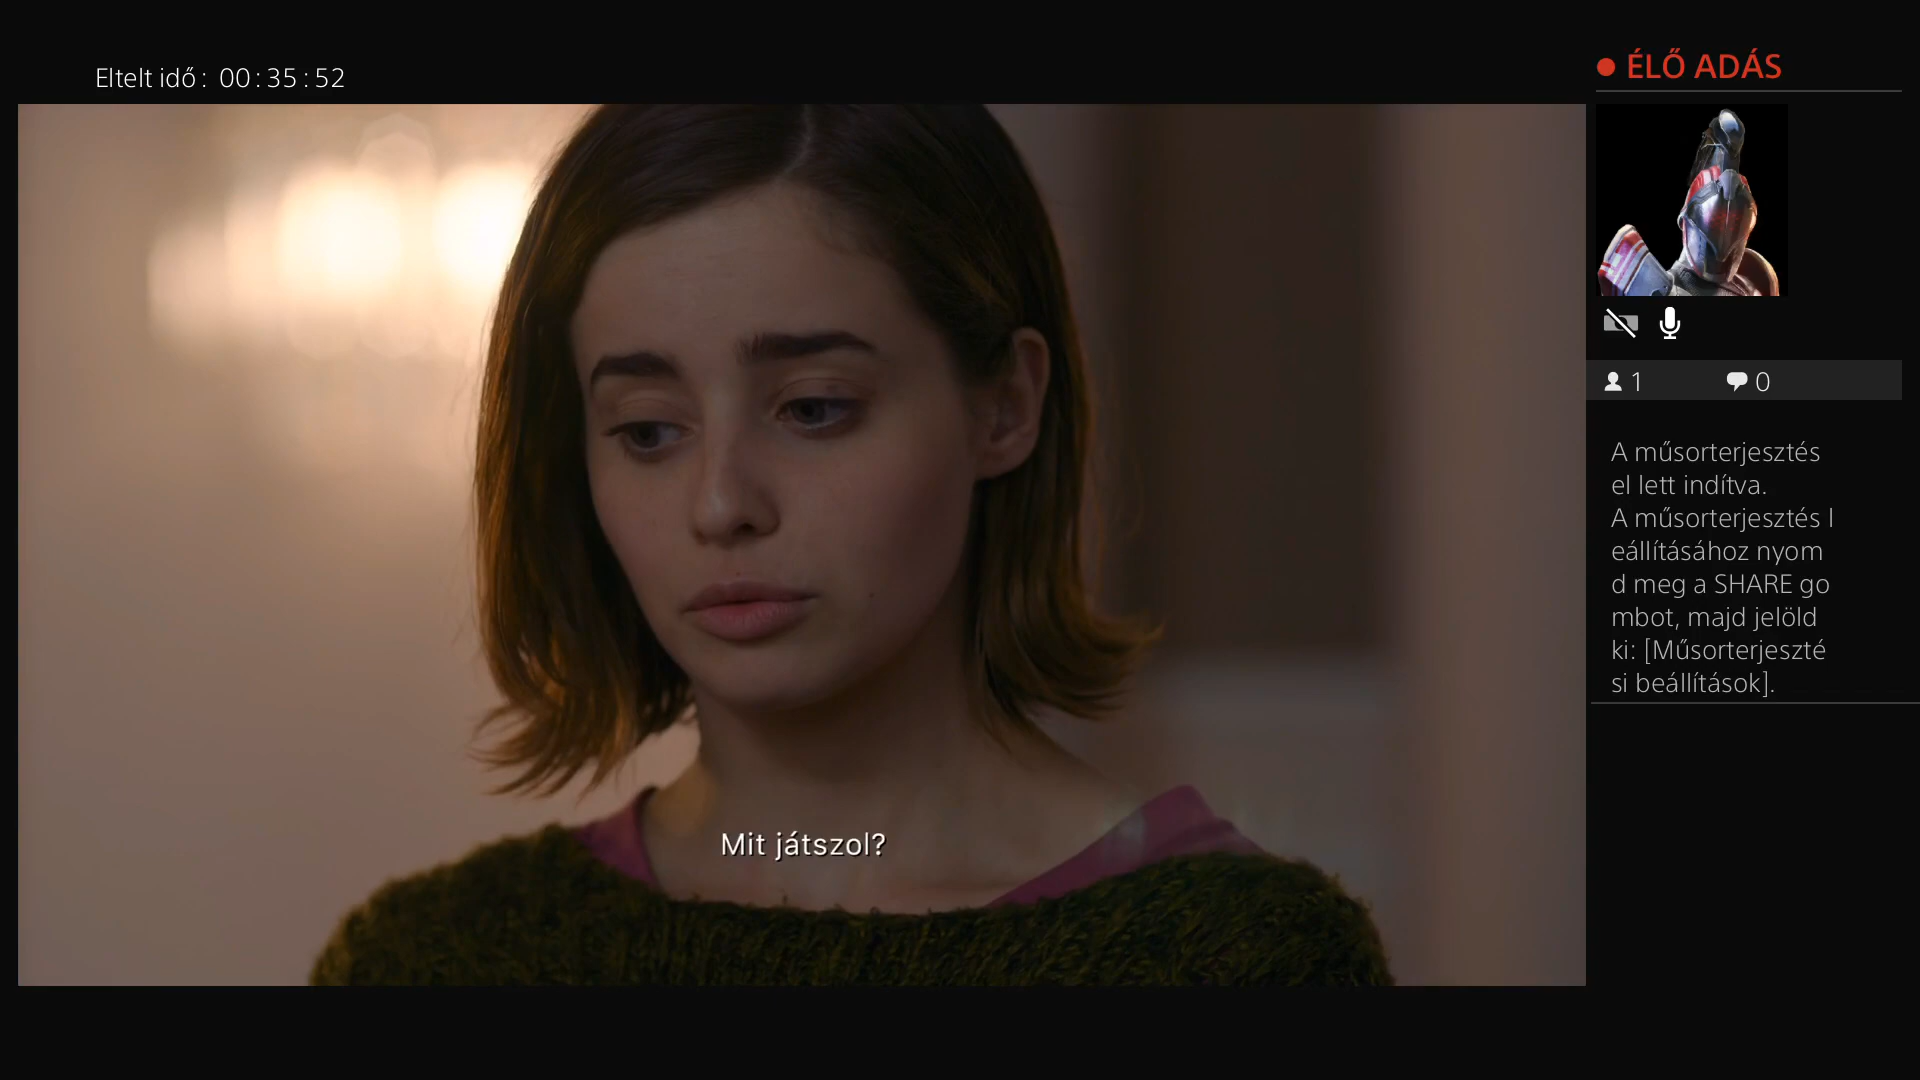 Eltelt idő: 00:35:52
ÉLŐ ADÁS
1 0
A műsorterjesztés
el lett indítva.
A műsorterjesztés l
eállításához nyom
d meg a SHARE go
mbot, majd jelöld
ki: [Műsorterjeszté
si beállítások].
Mit játszol?